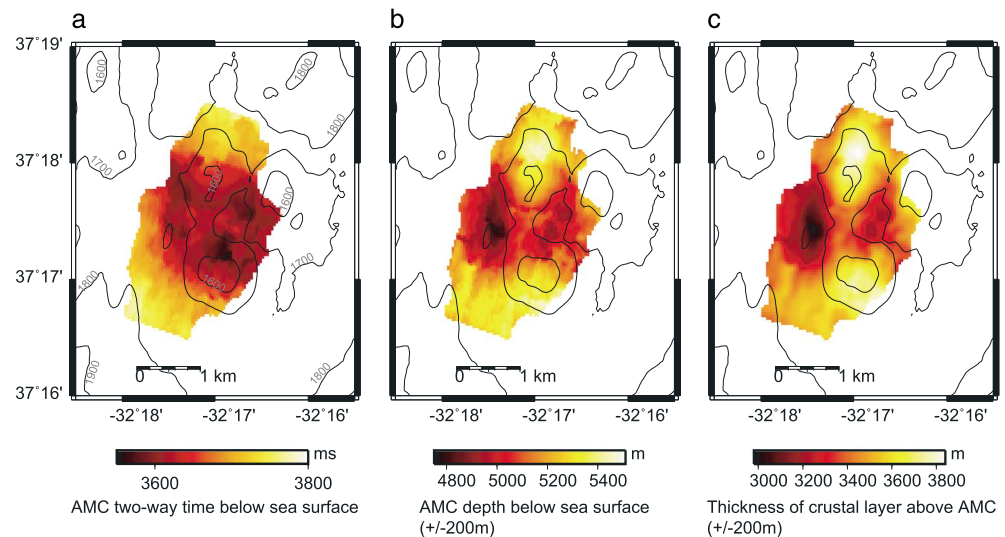 a
b
c
37˚19'
37˚18'
37˚17'
37˚16'
1600
1800
1800
1700
1600
1600
1700
1800
1600
1900
1800
0 1 km
0 1 km
0 1 km
-32˚18' -32˚17' -32˚16'
-32˚18' -32˚17' -32˚16'
-32˚18' -32˚17' -32˚16'
ms
3600 3800
AMC two-way time below sea surface
m
4800 5000 5200 5400
AMC depth below sea surface
(+/-200m)
m
3000 3200 3400 3600 3800
Thickness of crustal layer above AMC
(+/-200m)